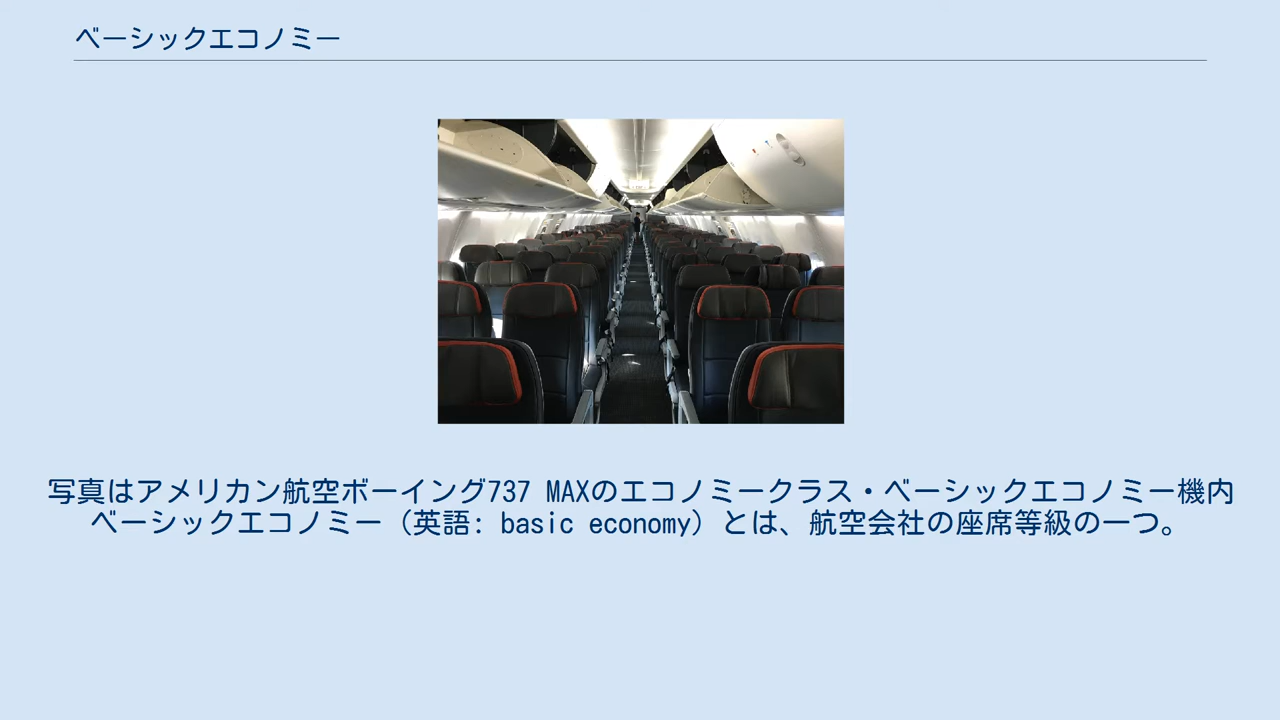 ベーシックエコノミー
写真はアメリカン航空ボーイング737 MAXのエコノミークラス・ベーシックエコノミー機内
ベーシックエコノミー（英語: basic economy）とは、航空会社の座席等級の一つ。